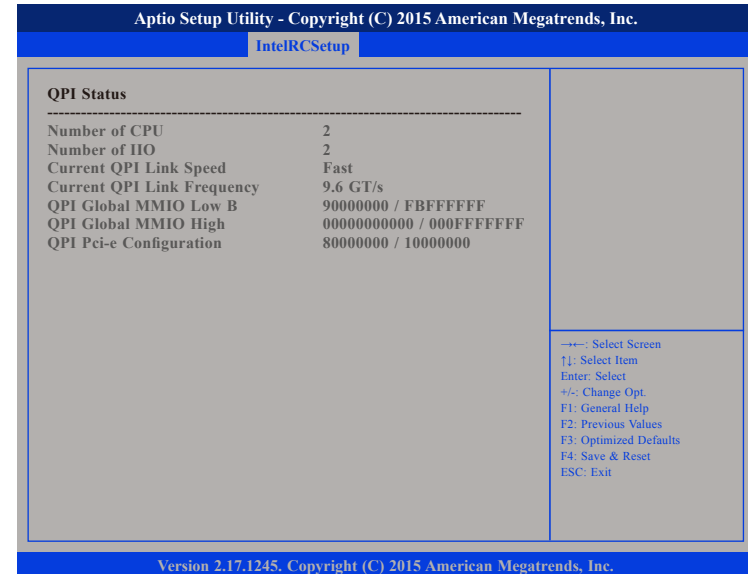 Aptio Setup Utility - Copyright (C) 2015 American Megatrends, Inc.
IntelRCSetup
QPI Status
--------------------------------------------------------------------------------------
Number of CPU 2
Number of IIO 2
Current QPI Link Speed Fast
Current QPI Link Frequency 9.6 GT/s
QPI Global MMIO Low B 90000000 / FBFFFFFF
QPI Global MMIO High 00000000000 / 000FFFFFFF
QPI Pci-e Configuration 80000000 / 10000000
→←: Select Screen
↑↓: Select Item
Enter: Select
+/-: Change Opt.
F1: General Help
F2: Previous Values
F3: Optimized Defaults
F4: Save & Reset
ESC: Exit
Version 2.17.1245. Copyright (C) 2015 American Megatrends, Inc.